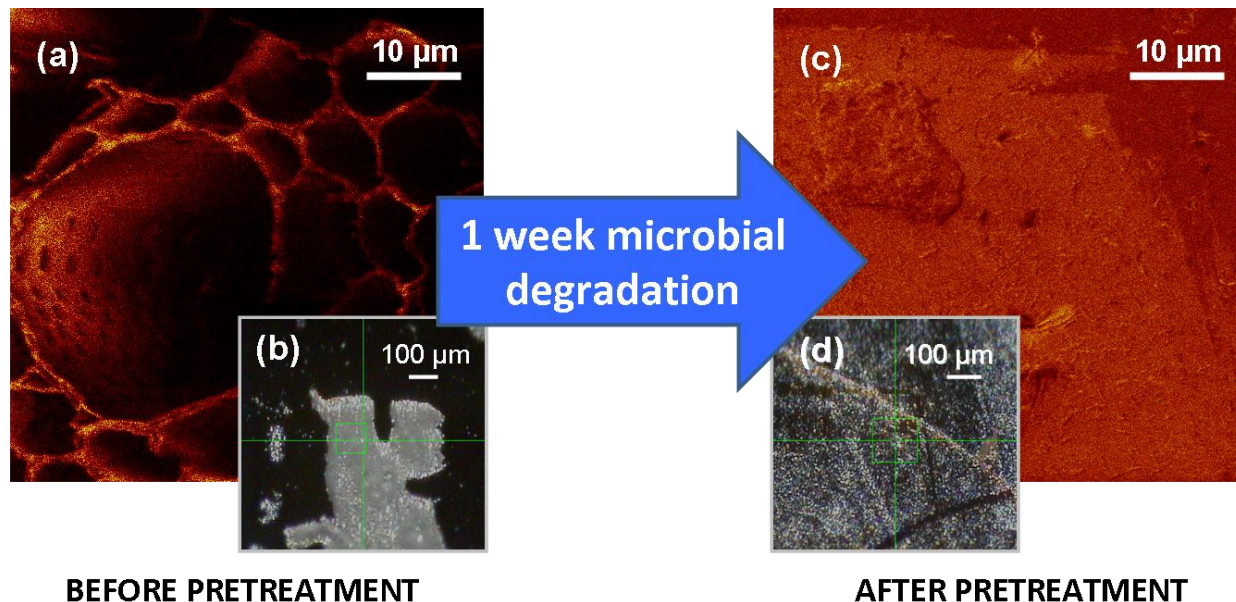 (a)
10 µm
(c)
10 µm
1 week microbial
degradation
(b)
100 µm
(d)
100 µm
BEFORE PRETREATMENT
AFTER PRETREATMENT